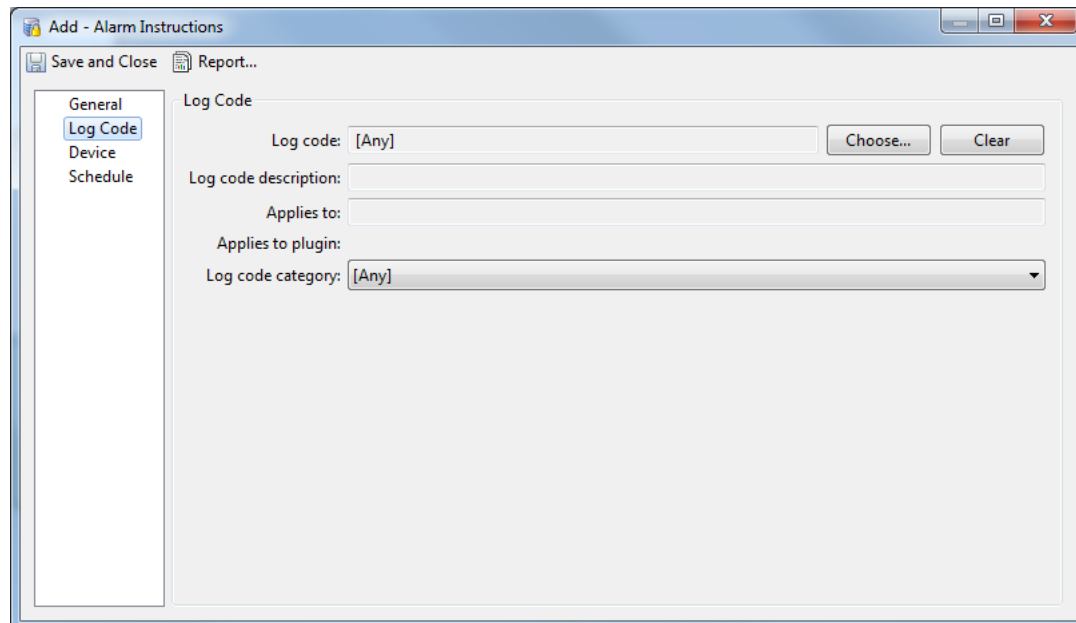 Add - Alarm Instructions
Save and Close Report...
General
Log Code
Device
Schedule
Log Code
Log code: [Any] Choose... Clear
Log code description:
Applies to:
Applies to plugin:
Log code category: [Any]